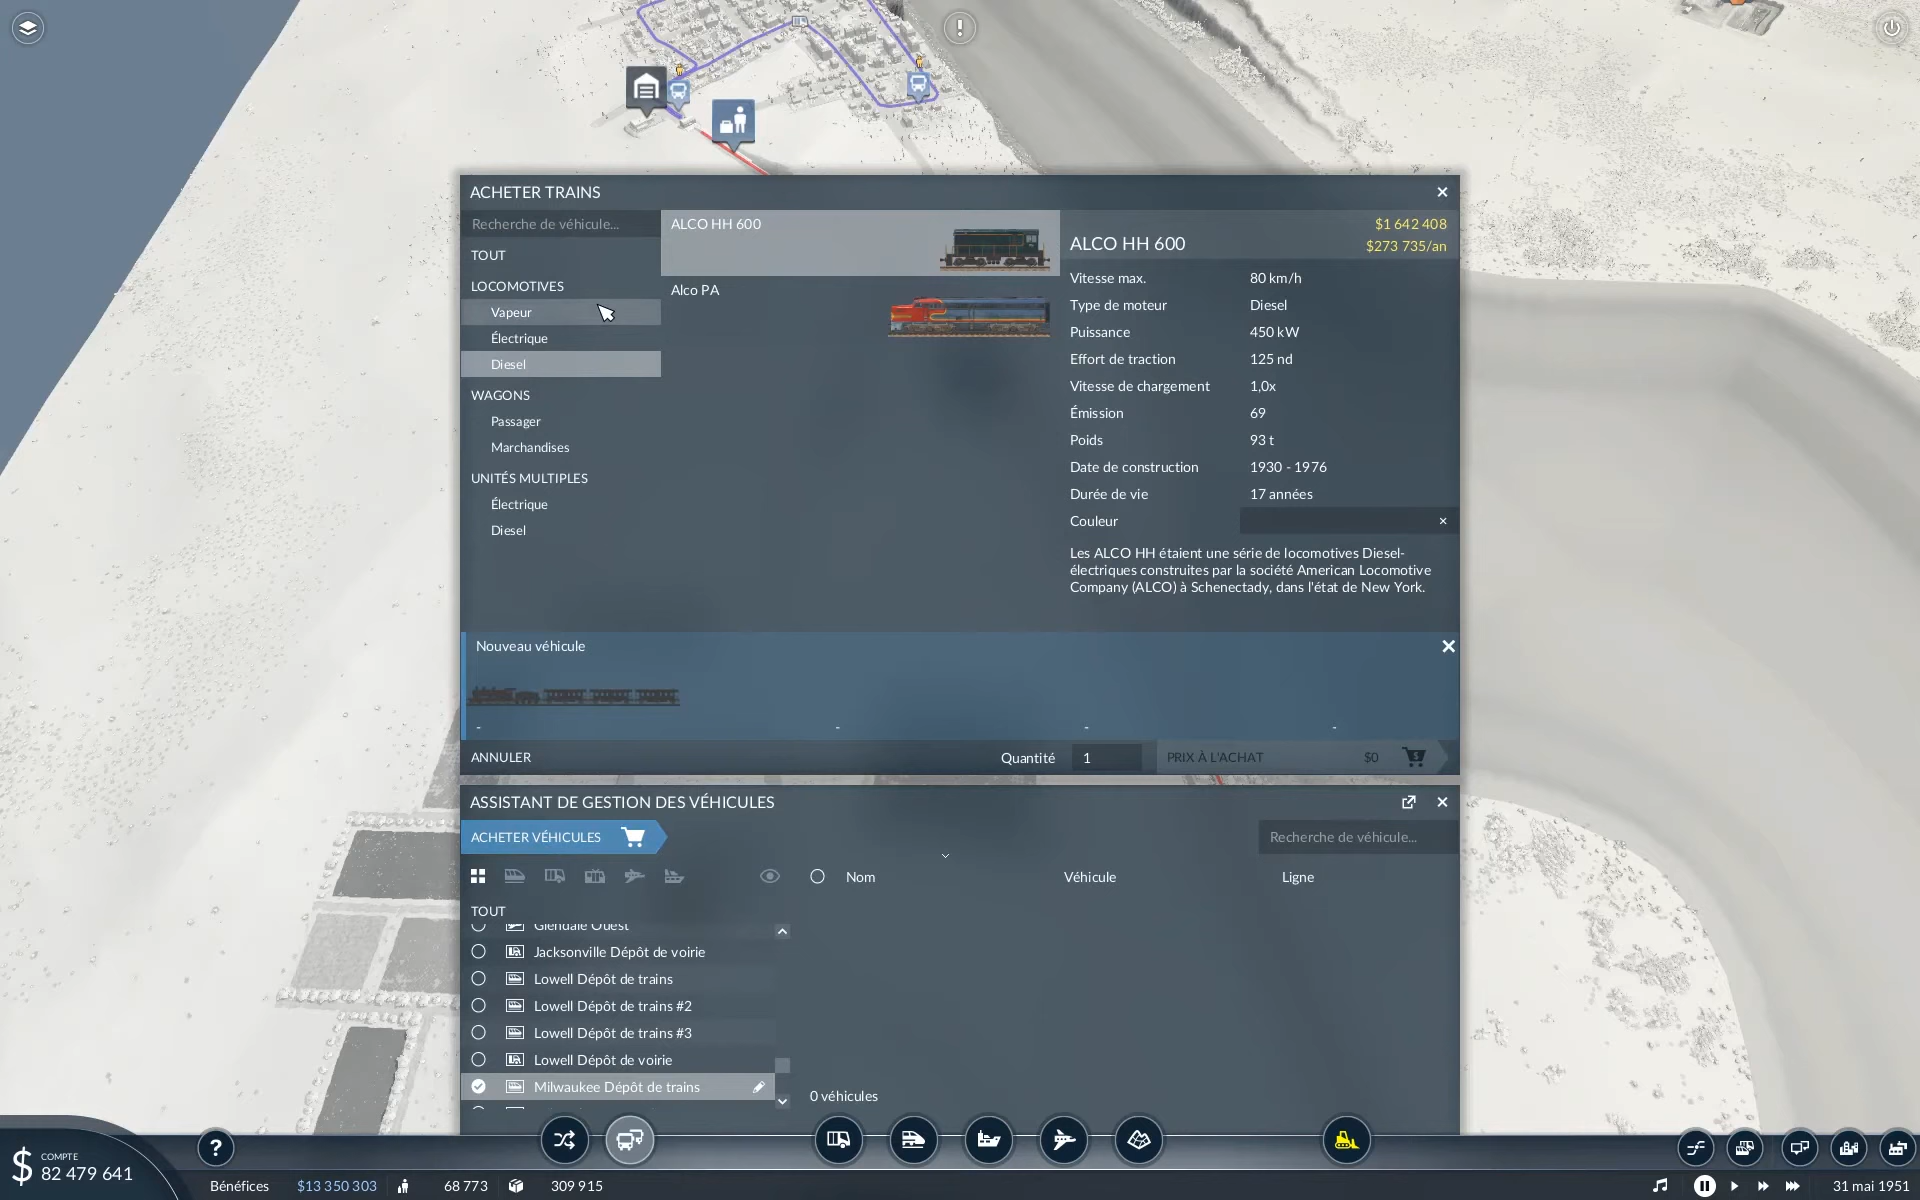 ACHETER TRAINS
Recherche de véhicule...
TOUT
LOCOMOTIVES
Vapeur
Électrique
Diesel
WAGONS
Passager
Marchandises
UNITÉS MULTIPLES
Électrique
Diesel
ALCO HH 600
Alco PA
$1 642 408
ALCO HH 600
$273 735/an
Vitesse max. 80 km/h
Type de moteur Diesel
Puissance 450 kW
Effort de traction 125 nd
Vitesse de chargement 1,0x
Émission 69
Poids 93 t
Date de construction 1930 - 1976
Durée de vie 17 années
Couleur
Les ALCO HH étaient une série de locomotives Diesel-
électriques construites par la société American Locomotive
Company (ALCO) à Schenectady, dans l'état de New York.
Nouveau véhicule
- - - -
ANNULER Quantité 1 PRIX À L'ACHAT $0
ASSISTANT DE GESTION DES VÉHICULES
ACHETER VÉHICULES Recherche de véhicule...
Nom Véhicule Ligne
TOUT
Glendale Ouest
Jacksonville Dépôt de voirie
Lowell Dépôt de trains
Lowell Dépôt de trains #2
Lowell Dépôt de trains #3
Lowell Dépôt de voirie
Milwaukee Dépôt de trains
0 véhicules
?
$ COMPTE
82 479 641
Bénéfices $13 350 303 68 773 309 915
31 mai 1951